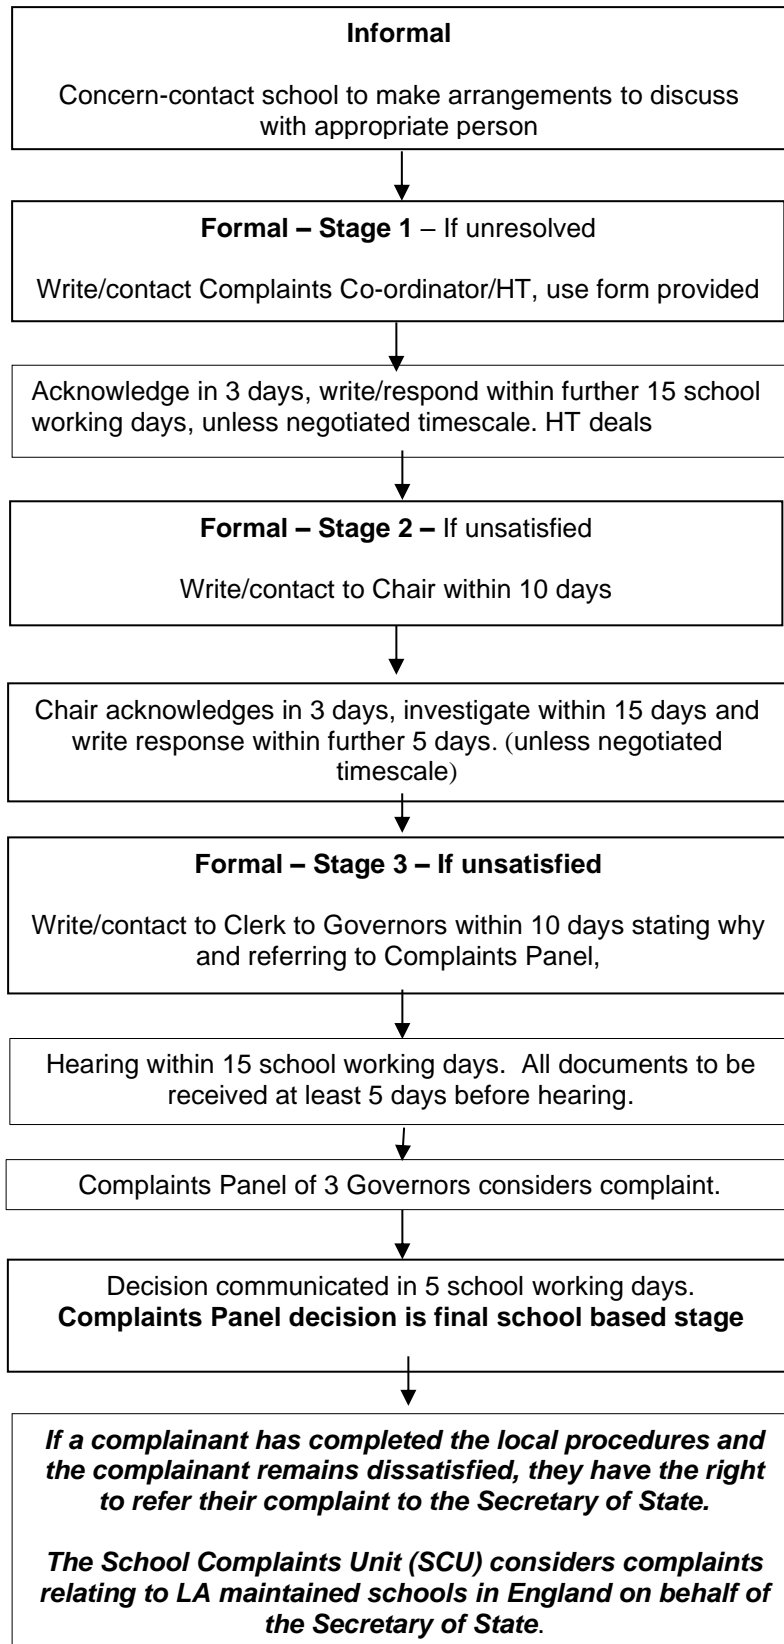 Informal
Concern-contact school to make arrangements to discuss
with appropriate person
Formal – Stage 1 – If unresolved
Write/contact Complaints Co-ordinator/HT, use form provided
Acknowledge in 3 days, write/respond within further 15 school
working days, unless negotiated timescale. HT deals
Formal – Stage 2 – If unsatisfied
Write/contact to Chair within 10 days
Chair acknowledges in 3 days, investigate within 15 days and
write response within further 5 days. (unless negotiated
timescale)
Formal – Stage 3 – If unsatisfied
Write/contact to Clerk to Governors within 10 days stating why
and referring to Complaints Panel,
Hearing within 15 school working days.  All documents to be
received at least 5 days before hearing.
Complaints Panel of 3 Governors considers complaint.
Decision communicated in 5 school working days.
Complaints Panel decision is final school based stage
If a complainant has completed the local procedures and
the complainant remains dissatisfied, they have the right
to refer their complaint to the Secretary of State.
The School Complaints Unit (SCU) considers complaints
relating to LA maintained schools in England on behalf of
the Secretary of State.